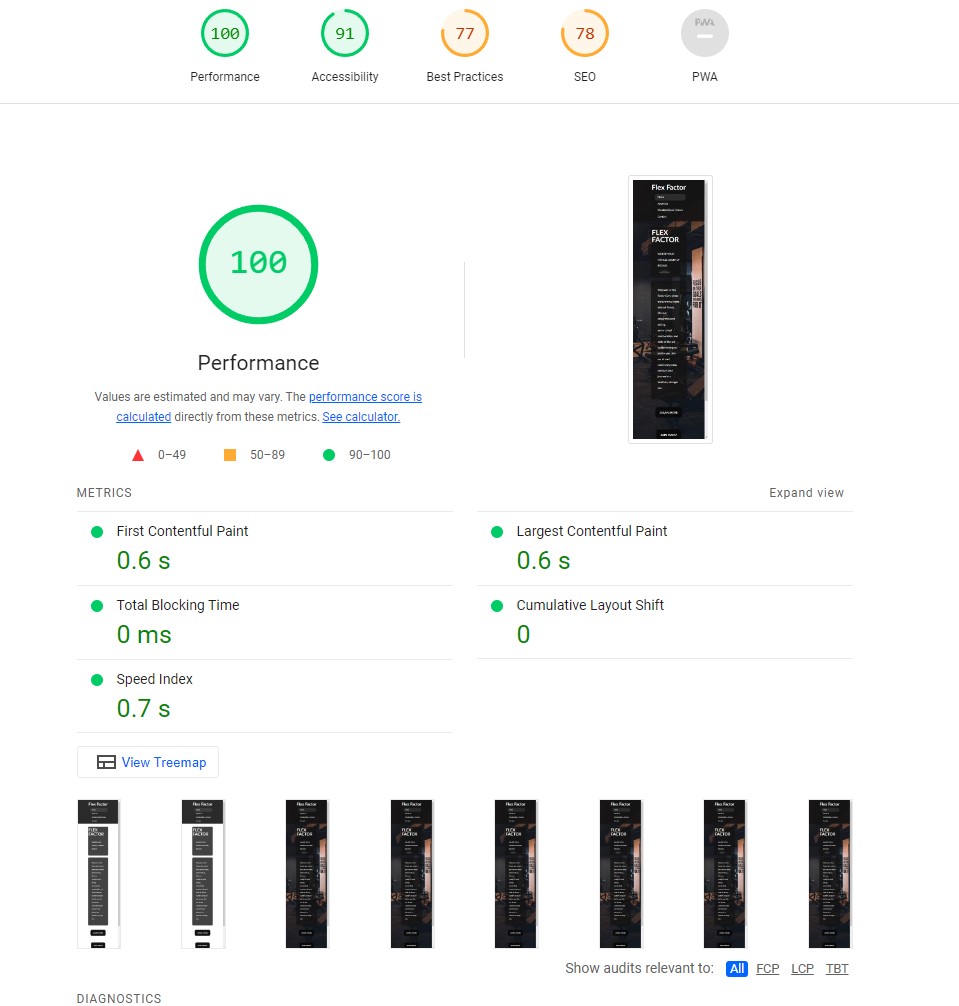 100
91
77
78
PWA
Performance
Accessibility
Best Practices
SEO
PWA
Flex Factor
FLEX
FACTOR
100
Performance
Values are estimated and may vary. The performance score is
calculated directly from these metrics. See calculator.
0–49
50–89
90–100
METRICS
Expand view
First Contentful Paint
0.6 s
Largest Contentful Paint
0.6 s
Total Blocking Time
0 ms
Cumulative Layout Shift
0
Speed Index
0.7 s
View Treemap
Flex Factor
FLEX
FACTOR
Flex Factor
FLEX
FACTOR
Flex Factor
FLEX
FACTOR
Flex Factor
FLEX
FACTOR
Flex Factor
FLEX
FACTOR
Flex Factor
FLEX
FACTOR
Flex Factor
FLEX
FACTOR
Flex Factor
FLEX
FACTOR
Show audits relevant to: All FCP LCP TBT
DIAGNOSTICS